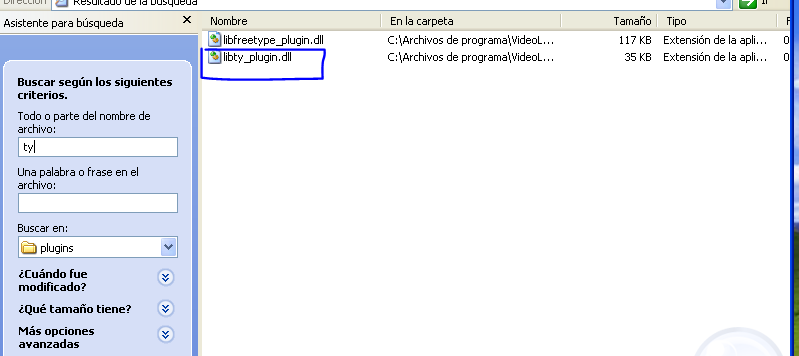 Dirección
Resultado de la búsqueda
Ir
Asistente para búsqueda
Nombre
En la carpeta
Tamaño
Tipo
F
libfreetype_plugin.dll
C:\Archivos de programa\VideoL...
117 KB
Extensión de la apli...
0
libty_plugin.dll
C:\Archivos de programa\VideoL...
35 KB
Extensión de la apli...
0
Buscar según los siguientes
criterios.
Todo o parte del nombre de
archivo:
ty
Una palabra o frase en el
archivo:
Buscar en:
plugins
¿Cuándo fue
modificado?
¿Qué tamaño tiene?
Más opciones
avanzadas